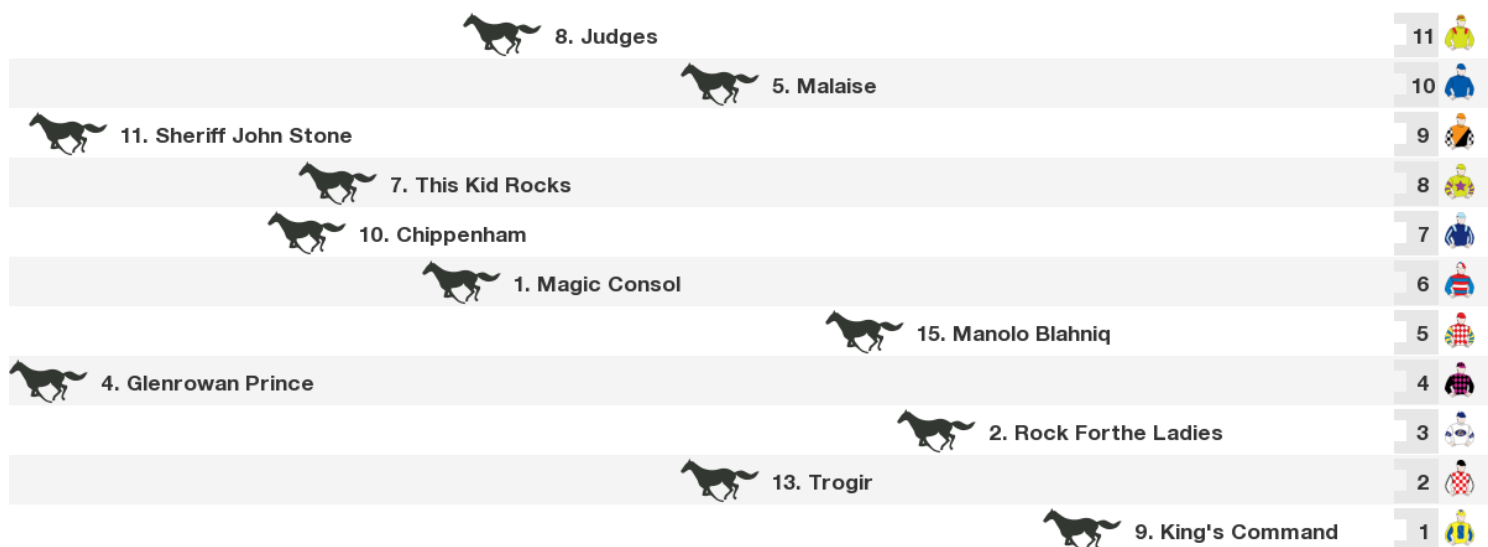 8. Judges 11
5. Malaise 10
11. Sheriff John Stone 9
7. This Kid Rocks 8
10. Chippenham 7
1. Magic Consol 6
15. Manolo Blahniq 5
4. Glenrowan Prince 4
2. Rock Forthe Ladies 3
13. Trogir 2
9. King's Command 1